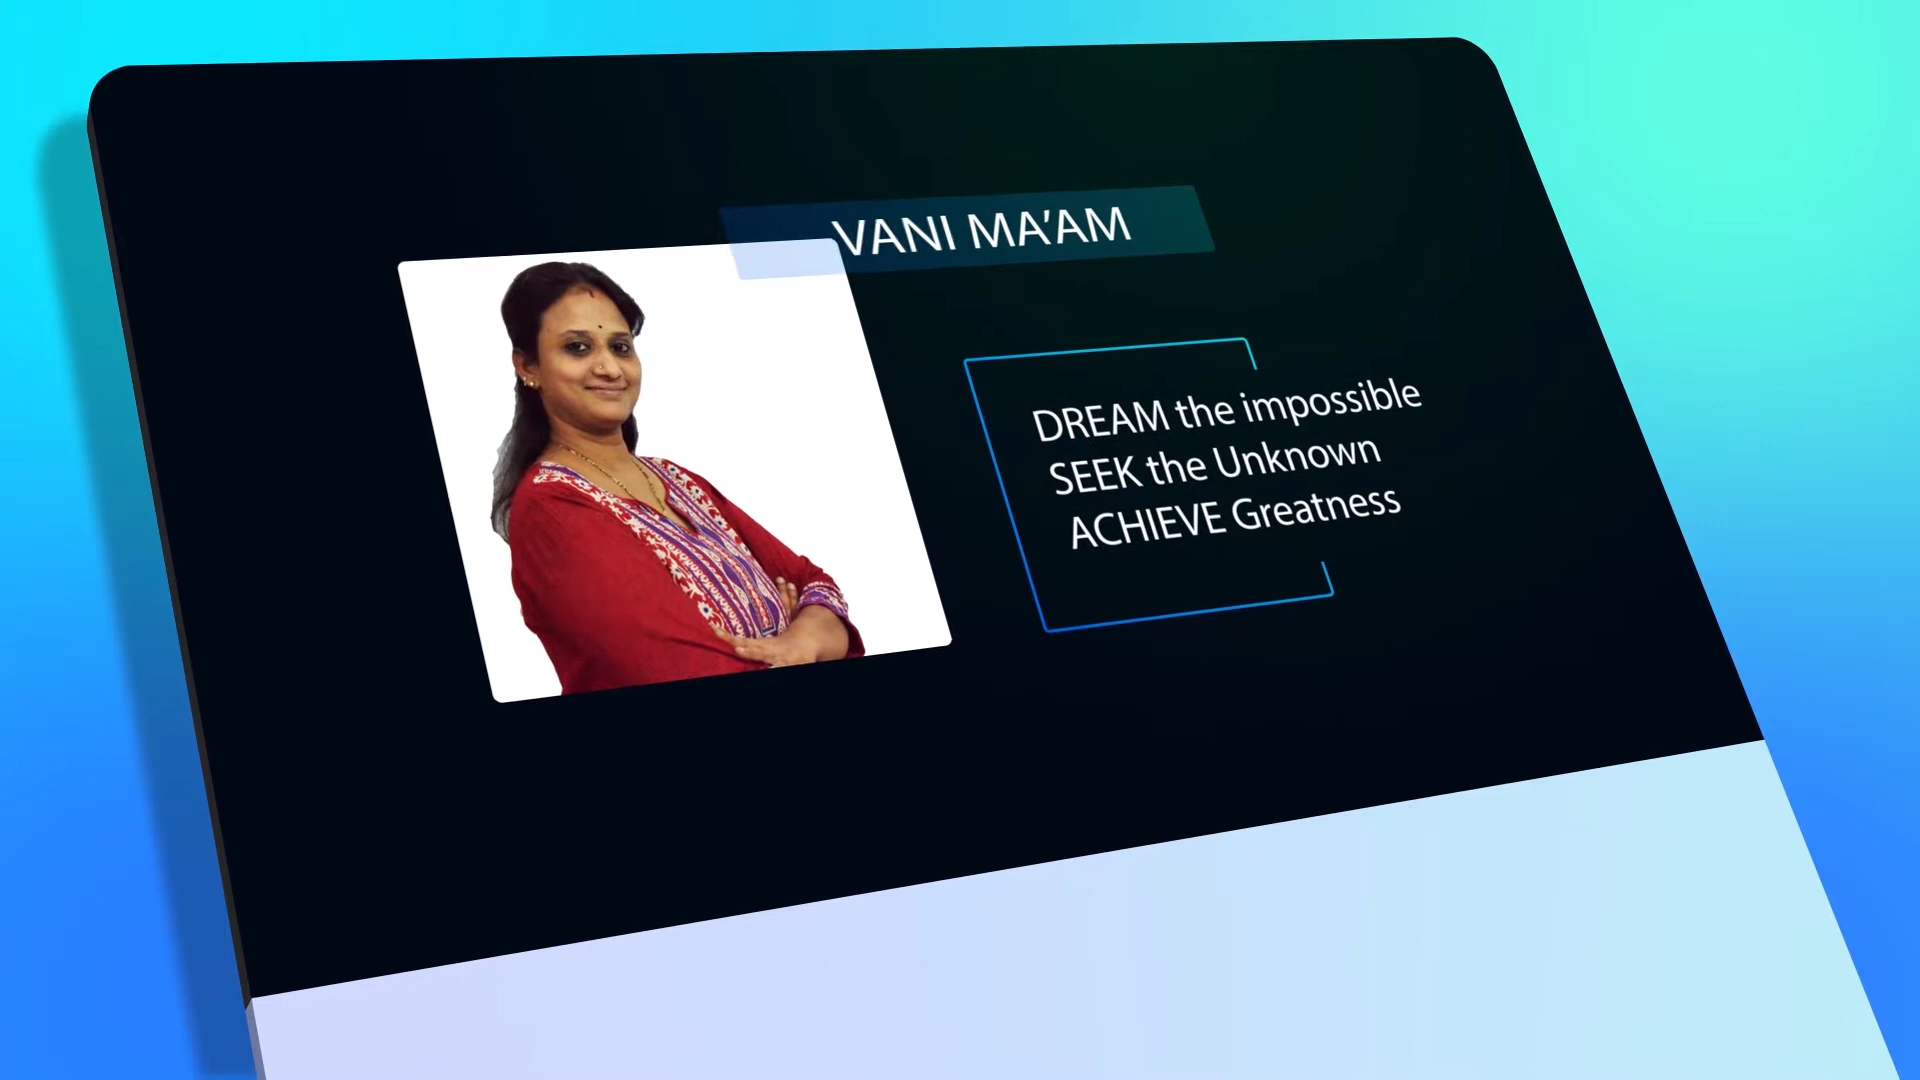 VANI MA’AM
DREAM the impossible
SEEK the Unknown
ACHIEVE Greatness